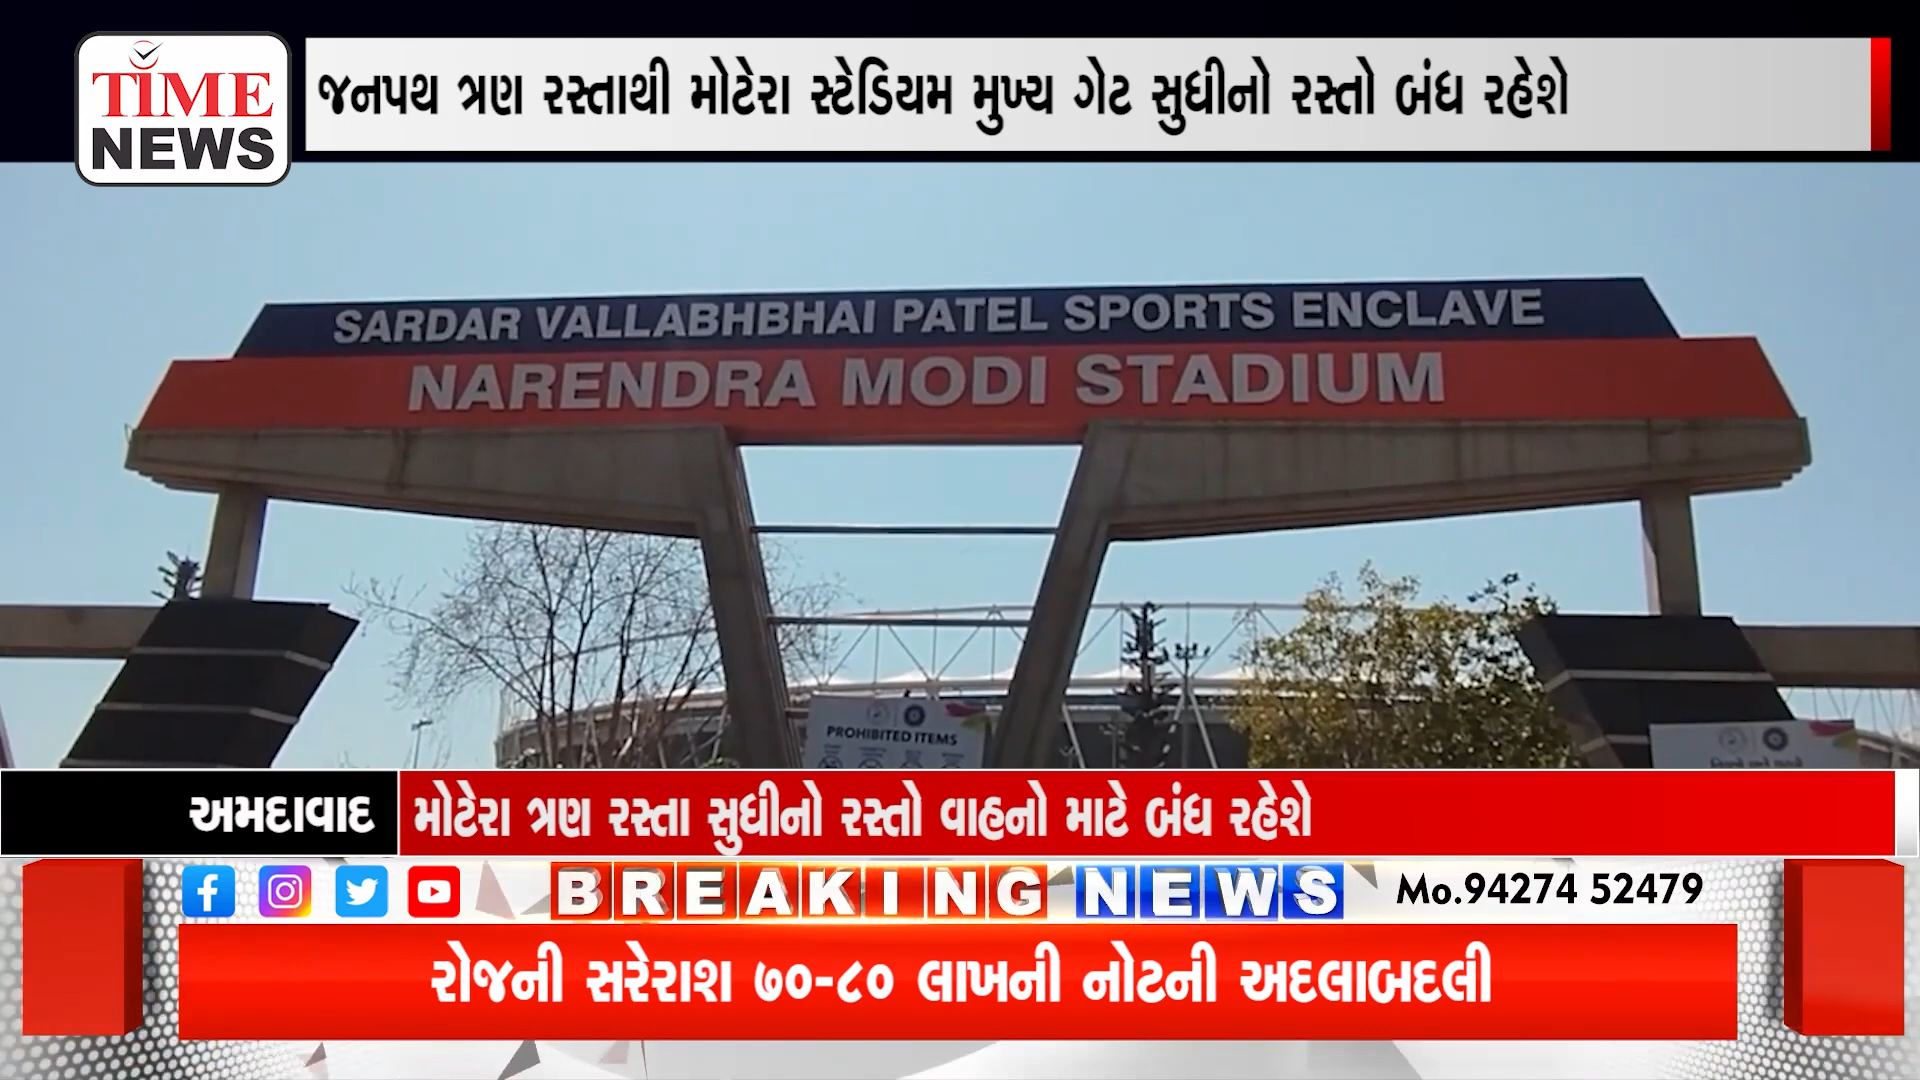 TIME
NEWS
જનપથ ત્રણ રસ્તાથી મોટેરા સ્ટેડિયમ મુખ્ય ગેટ સુધીનો રસ્તો બંધ રહેશે
SARDAR VALLABHBHAI PATEL SPORTS ENCLAVE
NARENDRA MODI STADIUM
PROHIBITED ITEMS
અમદાવાદ
મોટેરા ત્રણ રસ્તા સુધીનો રસ્તો વાહનો માટે બંધ રહેશે
BREAKING NEWS
Mo.94274 52479
રોજની સરેરાશ ૭૦-૮૦ લાખની નોટની અદલાબદલી